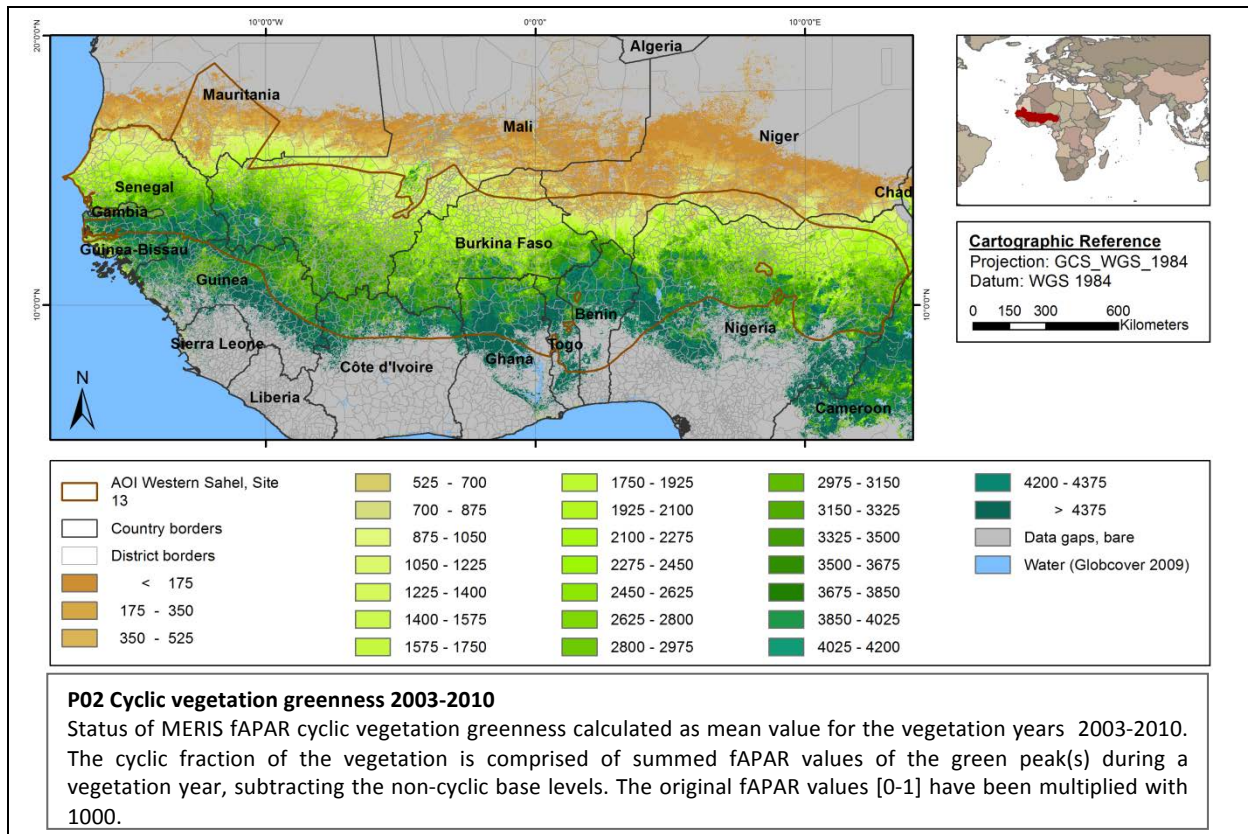 10°0'0"W
0°0'0"
10°0'0"E
20°0'0"N
10°0'0"N
10°0'0"N
Algeria
Mauritania
Mali
Niger
Chad
Senegal
Gambia
Guinea-Bissau
Burkina Faso
Guinea
Benin
Nigeria
Sierra Leone
Togo
Ghana
Côte d'Ivoire
Liberia
Cameroon
N
Cartographic Reference
Projection: GCS_WGS_1984
Datum: WGS 1984
0 150 300 600
Kilometers
AOI Western Sahel, Site
13
Country borders
District borders
< 175
175 - 350
350 - 525
525 - 700
700 - 875
875 - 1050
1050 - 1225
1225 - 1400
1400 - 1575
1575 - 1750
1750 - 1925
1925 - 2100
2100 - 2275
2275 - 2450
2450 - 2625
2625 - 2800
2800 - 2975
2975 - 3150
3150 - 3325
3325 - 3500
3500 - 3675
3675 - 3850
3850 - 4025
4025 - 4200
4200 - 4375
> 4375
Data gaps, bare
Water (Globcover 2009)
P02 Cyclic vegetation greenness 2003-2010
Status of MERIS fAPAR cyclic vegetation greenness calculated as mean value for the vegetation years 2003-2010.
The cyclic fraction of the vegetation is comprised of summed fAPAR values of the green peak(s) during a
vegetation year, subtracting the non-cyclic base levels. The original fAPAR values [0-1] have been multiplied with
1000.